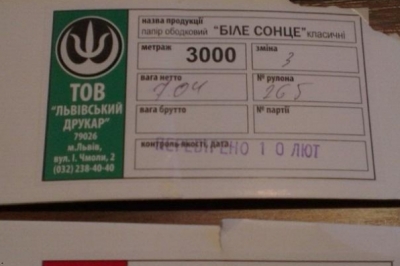 назва продукції
папір ободковий "БІЛЕ СОНЦЕ" класичні
метраж 3000 зміна 3
вага нетто 704 № рулона 265
вага брутто № партії
контроль якості, дата
ПЕРЕВІРЕНО 1 0 ЛЮТ
ТОВ
"ЛЬВІВСЬКИЙ
ДРУКАР"
79026
м.Львів,
вул. І. Чмоли, 2
(032) 238-40-40